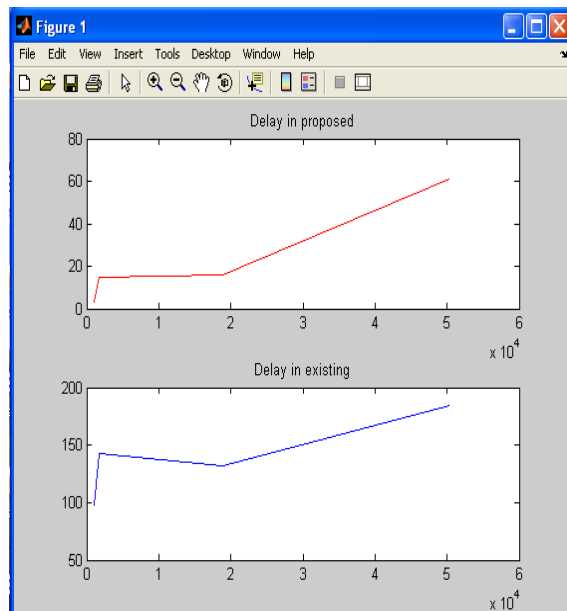 Figure 1
File Edit View Insert Tools Desktop Window Help
Delay in proposed
80
60
40
20
0
0 1 2 3 4 5 6
x 10^4
Delay in existing
200
150
100
50
0 1 2 3 4 5 6
x 10^4